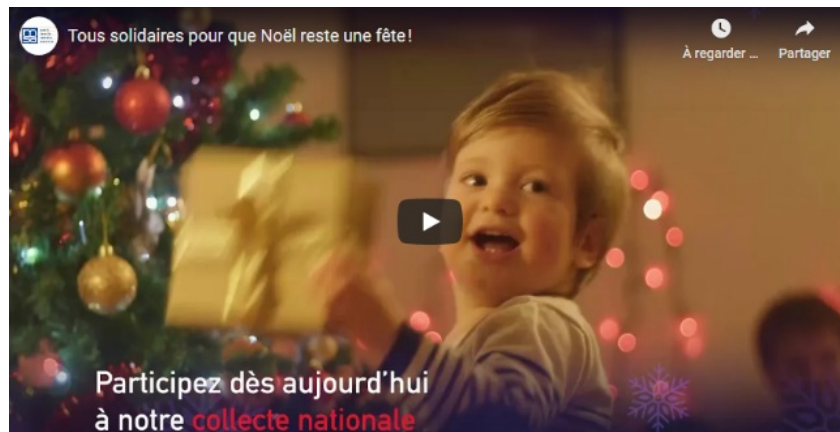 Tous solidaires pour que Noël reste une fête!
À regarder ...
Partager
Participez dès aujourd'hui
à notre collecte nationale